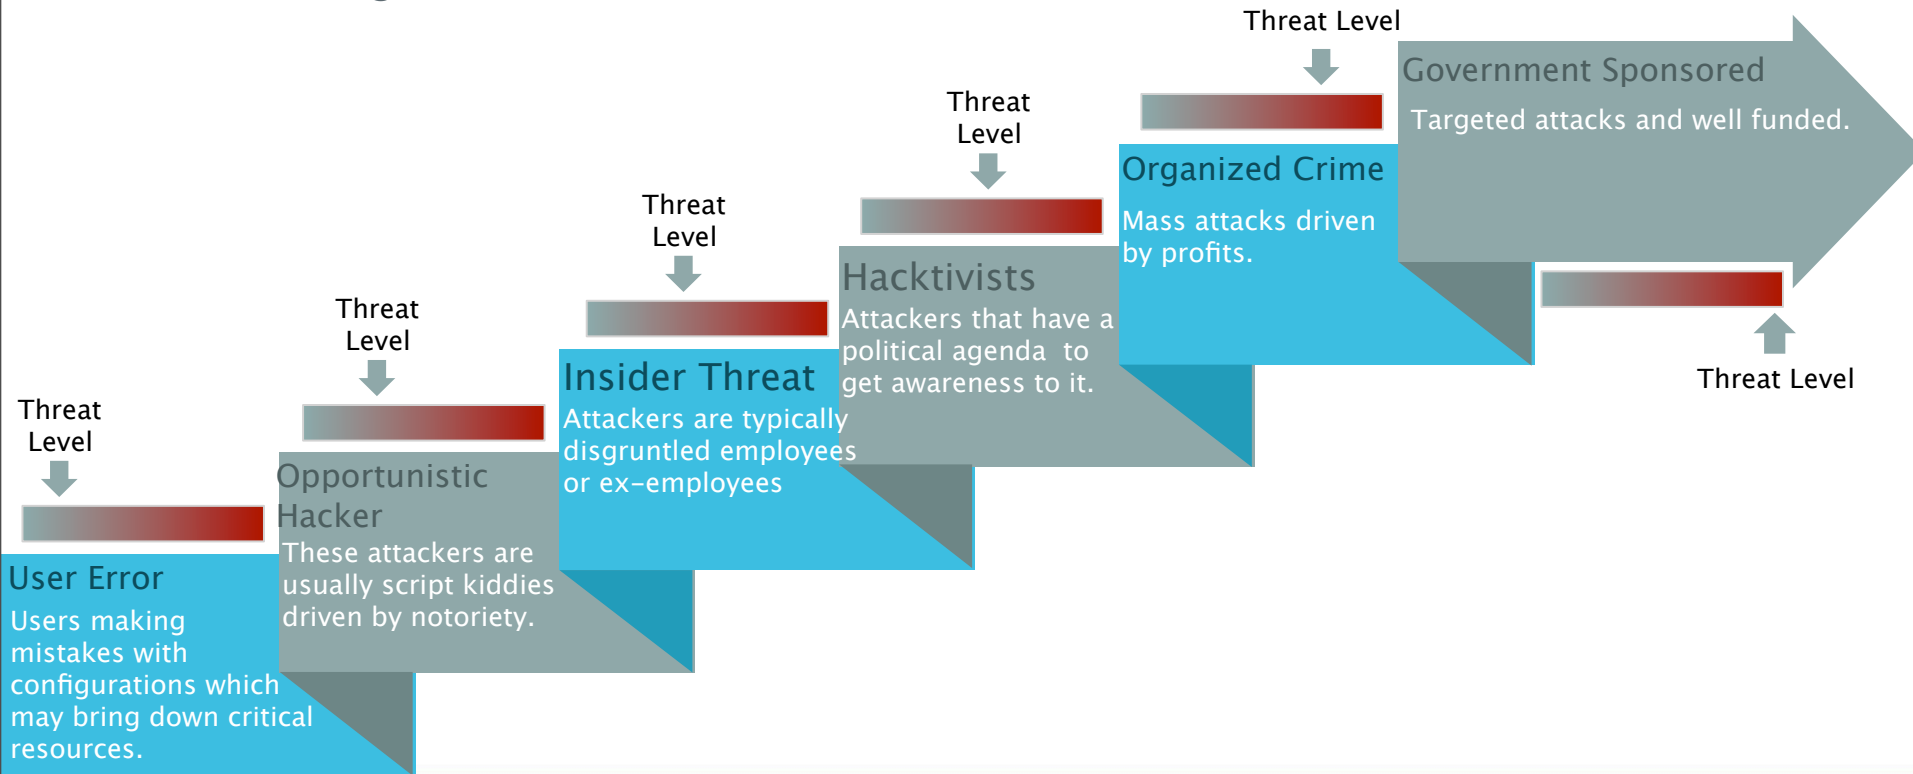 Threat
Level
User Error
Users making
mistakes with
configurations which
may bring down critical
resources.
Threat
Level
Opportunistic
Hacker
These attackers are
usually script kiddies
driven by notoriety.
Threat
Level
Insider Threat
Attackers are typically
disgruntled employees
or ex-employees
Threat
Level
Hacktivists
Attackers that have a
political agenda  to
get awareness to it.
Threat Level
Organized Crime
Mass attacks driven
by profits.
Government Sponsored
Targeted attacks and well funded.
Threat Level